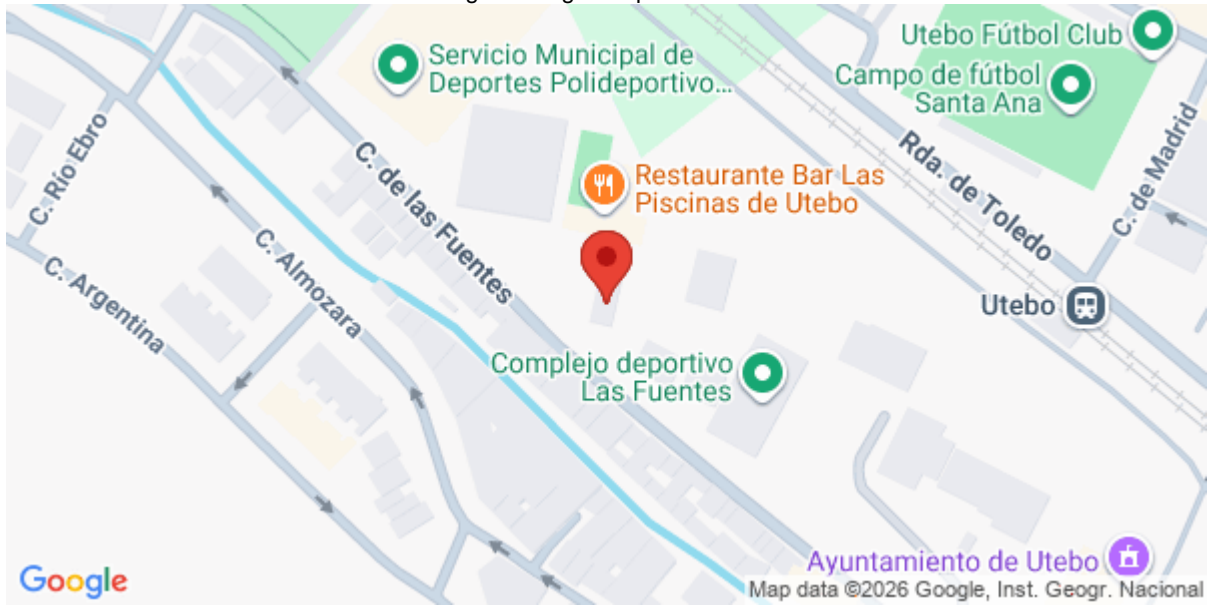 Utebo Fútbol Club
Servicio Municipal de
Deportes Polideportivo...
Campo de fútbol
Santa Ana
C. Río Ebro
C. de las Fuentes
Restaurante Bar Las
Piscinas de Utebo
Rda. de Toledo
C. de Madrid
C. Argentina
C. Almozara
Utebo
Complejo deportivo
Las Fuentes
Ayuntamiento de Utebo
Google
Map data ©2026 Google, Inst. Geogr. Nacional